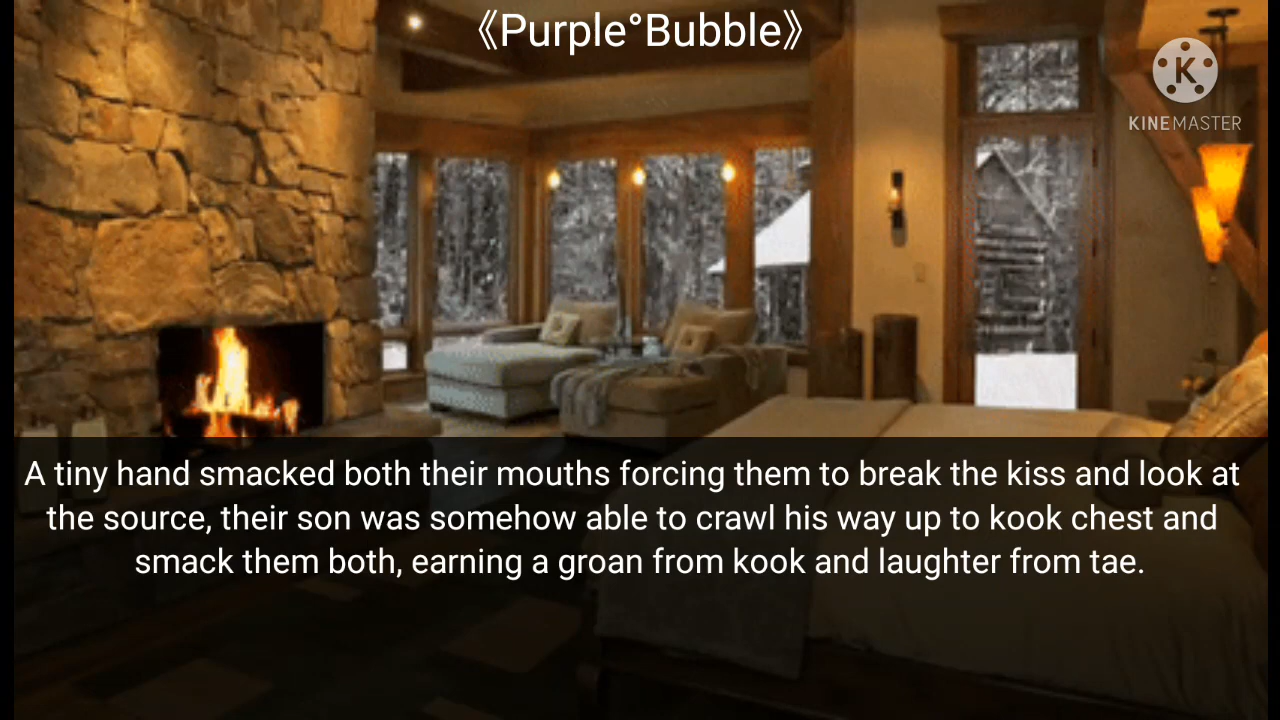 《Purple°Bubble》
K
KINEMASTER
A tiny hand smacked both their mouths forcing them to break the kiss and look at
the source, their son was somehow able to crawl his way up to kook chest and
smack them both, earning a groan from kook and laughter from tae.